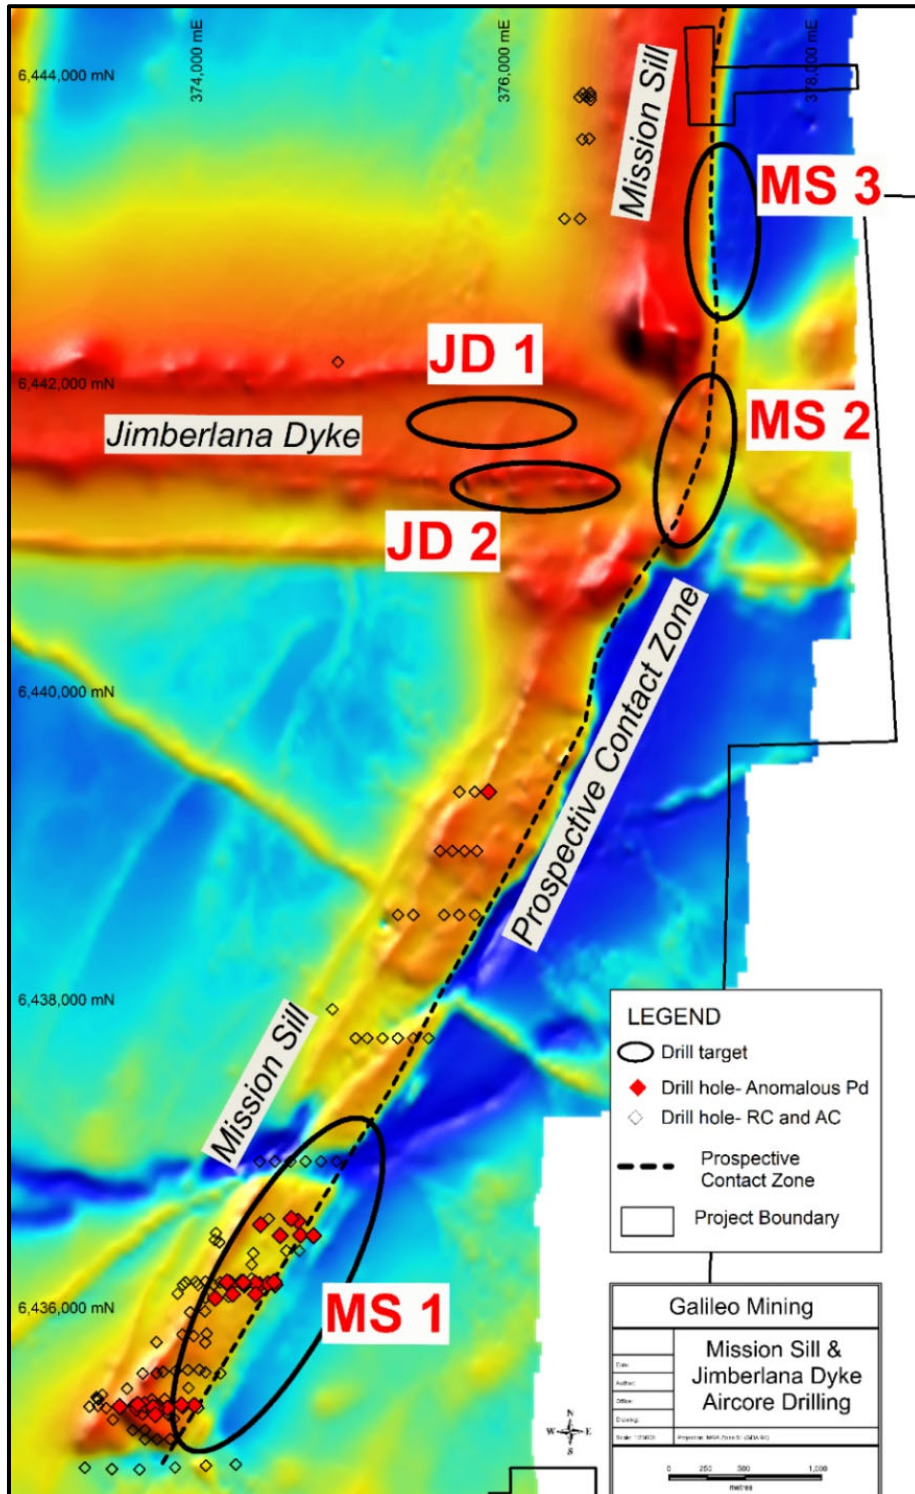 374,000 mE
376,000 mE
378,000 mE
6,444,000 mN
Mission Sill
MS 3
JD 1
6,442,000 mN
Jimberlana Dyke
MS 2
JD 2
6,440,000 mN
Prospective Contact Zone
6,438,000 mN
Mission Sill
6,436,000 mN
MS 1
LEGEND
Drill target
Drill hole- Anomalous Pd
Drill hole- RC and AC
Prospective
Contact Zone
Project Boundary
Galileo Mining
Mission Sill &
Jimberlana Dyke
Aircore Drilling
Date:
Author:
Office:
Drawing:
N
W
E
S
0 250 500 1,000
metres